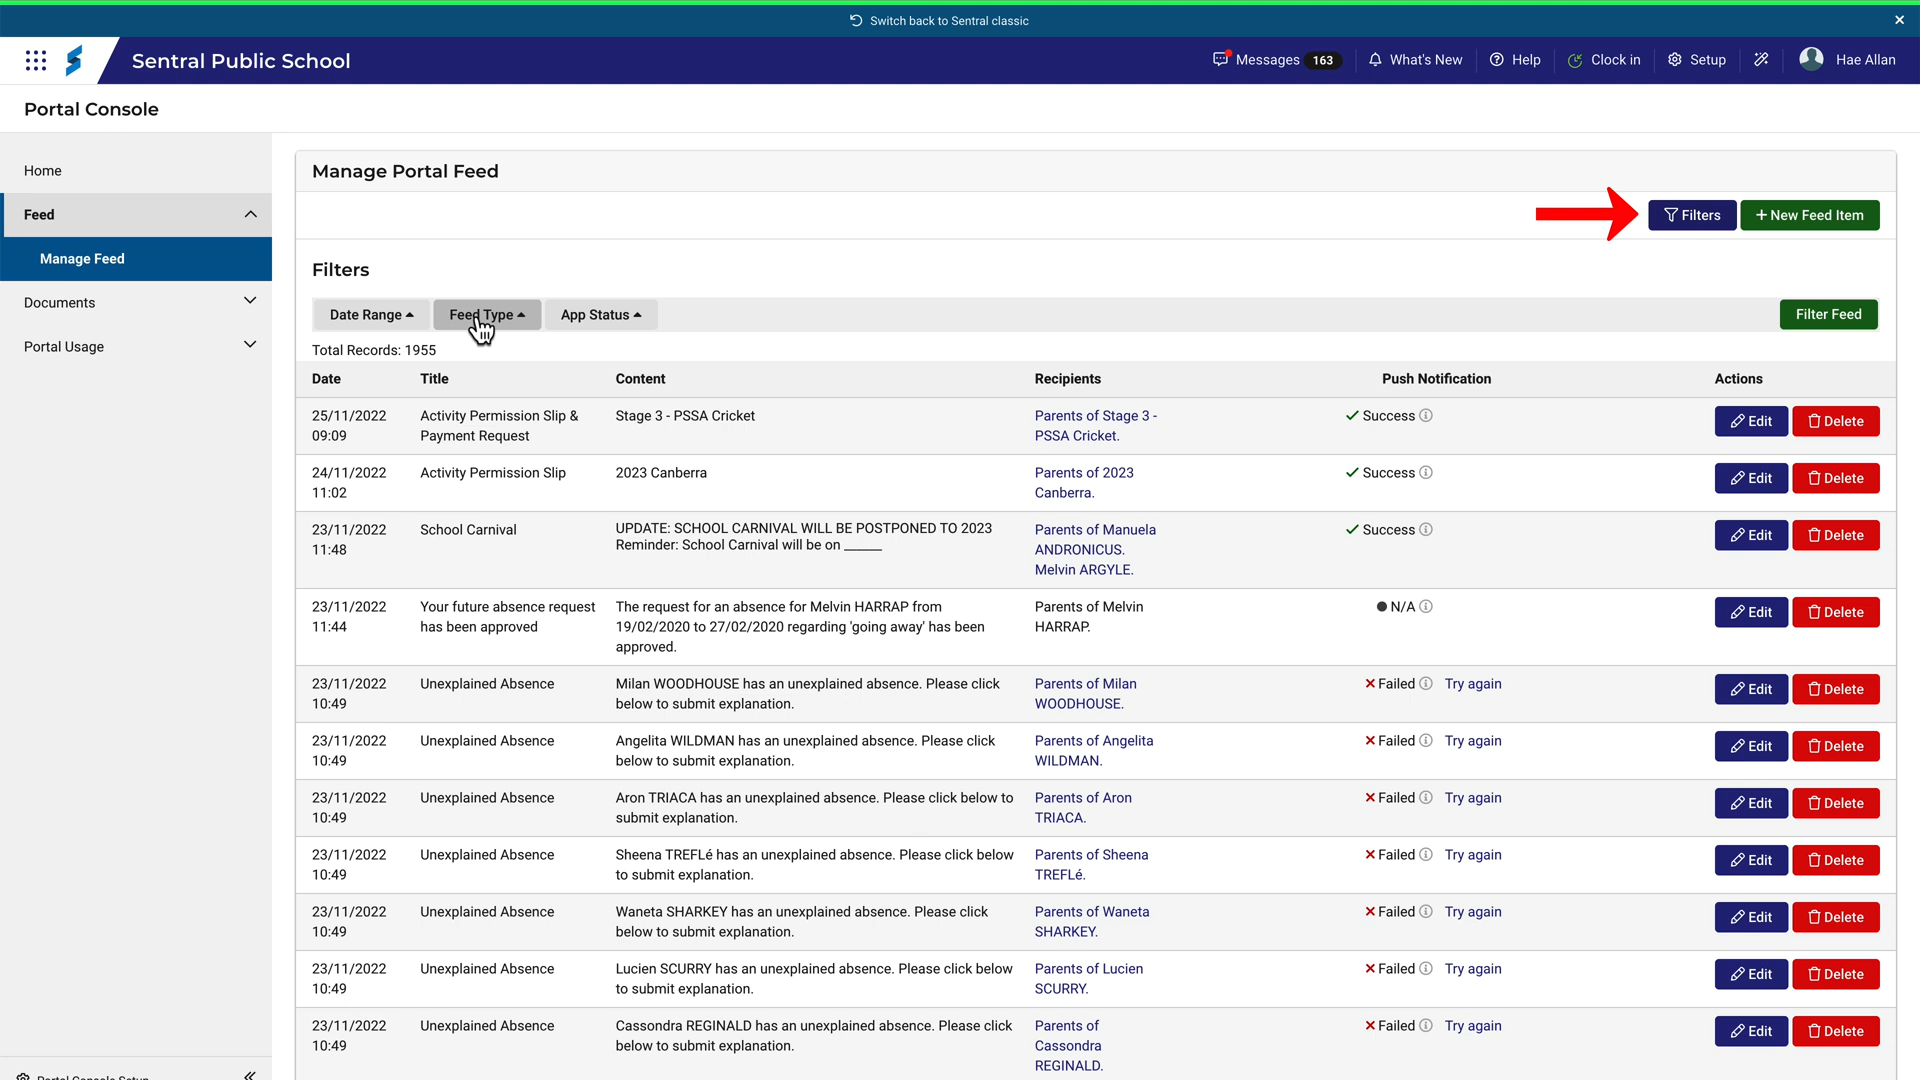 Switch back to Sentral classic
Sentral Public School
Messages 163
What's New
Help
Clock in
Setup
Hae Allan
Portal Console
Home
Feed
Manage Feed
Documents
Portal Usage
Portal Console Setup
Manage Portal Feed
Filters
+ New Feed Item
Filters
Date Range
Feed Type
App Status
Filter Feed
Total Records: 1955
Date Title Content Recipients Push Notification Actions
25/11/2022 Activity Permission Slip & Stage 3 - PSSA Cricket Parents of Stage 3 - Success Edit Delete
09:09 Payment Request PSSA Cricket.
24/11/2022 Activity Permission Slip 2023 Canberra Parents of 2023 Success Edit Delete
11:02 Canberra.
23/11/2022 School Carnival UPDATE: SCHOOL CARNIVAL WILL BE POSTPONED TO 2023 Parents of Manuela Success Edit Delete
11:48 Reminder: School Carnival will be on ______ ANDRONICUS.
Melvin ARGYLE.
23/11/2022 Your future absence request The request for an absence for Melvin HARRAP from Parents of Melvin N/A Edit Delete
11:44 has been approved 19/02/2020 to 27/02/2020 regarding 'going away' has been HARRAP.
approved.
23/11/2022 Unexplained Absence Milan WOODHOUSE has an unexplained absence. Please click Parents of Milan Failed Try again Edit Delete
10:49 below to submit explanation. WOODHOUSE.
23/11/2022 Unexplained Absence Angelita WILDMAN has an unexplained absence. Please click Parents of Angelita Failed Try again Edit Delete
10:49 below to submit explanation. WILDMAN.
23/11/2022 Unexplained Absence Aron TRIACA has an unexplained absence. Please click below to Parents of Aron Failed Try again Edit Delete
10:49 submit explanation. TRIACA.
23/11/2022 Unexplained Absence Sheena TREFLé has an unexplained absence. Please click below Parents of Sheena Failed Try again Edit Delete
10:49 to submit explanation. TREFLé.
23/11/2022 Unexplained Absence Waneta SHARKEY has an unexplained absence. Please click Parents of Waneta Failed Try again Edit Delete
10:49 below to submit explanation. SHARKEY.
23/11/2022 Unexplained Absence Lucien SCURRY has an unexplained absence. Please click below Parents of Lucien Failed Try again Edit Delete
10:49 to submit explanation. SCURRY.
23/11/2022 Unexplained Absence Cassondra REGINALD has an unexplained absence. Please click Parents of Failed Try again Edit Delete
10:49 below to submit explanation. Cassondra
REGINALD.